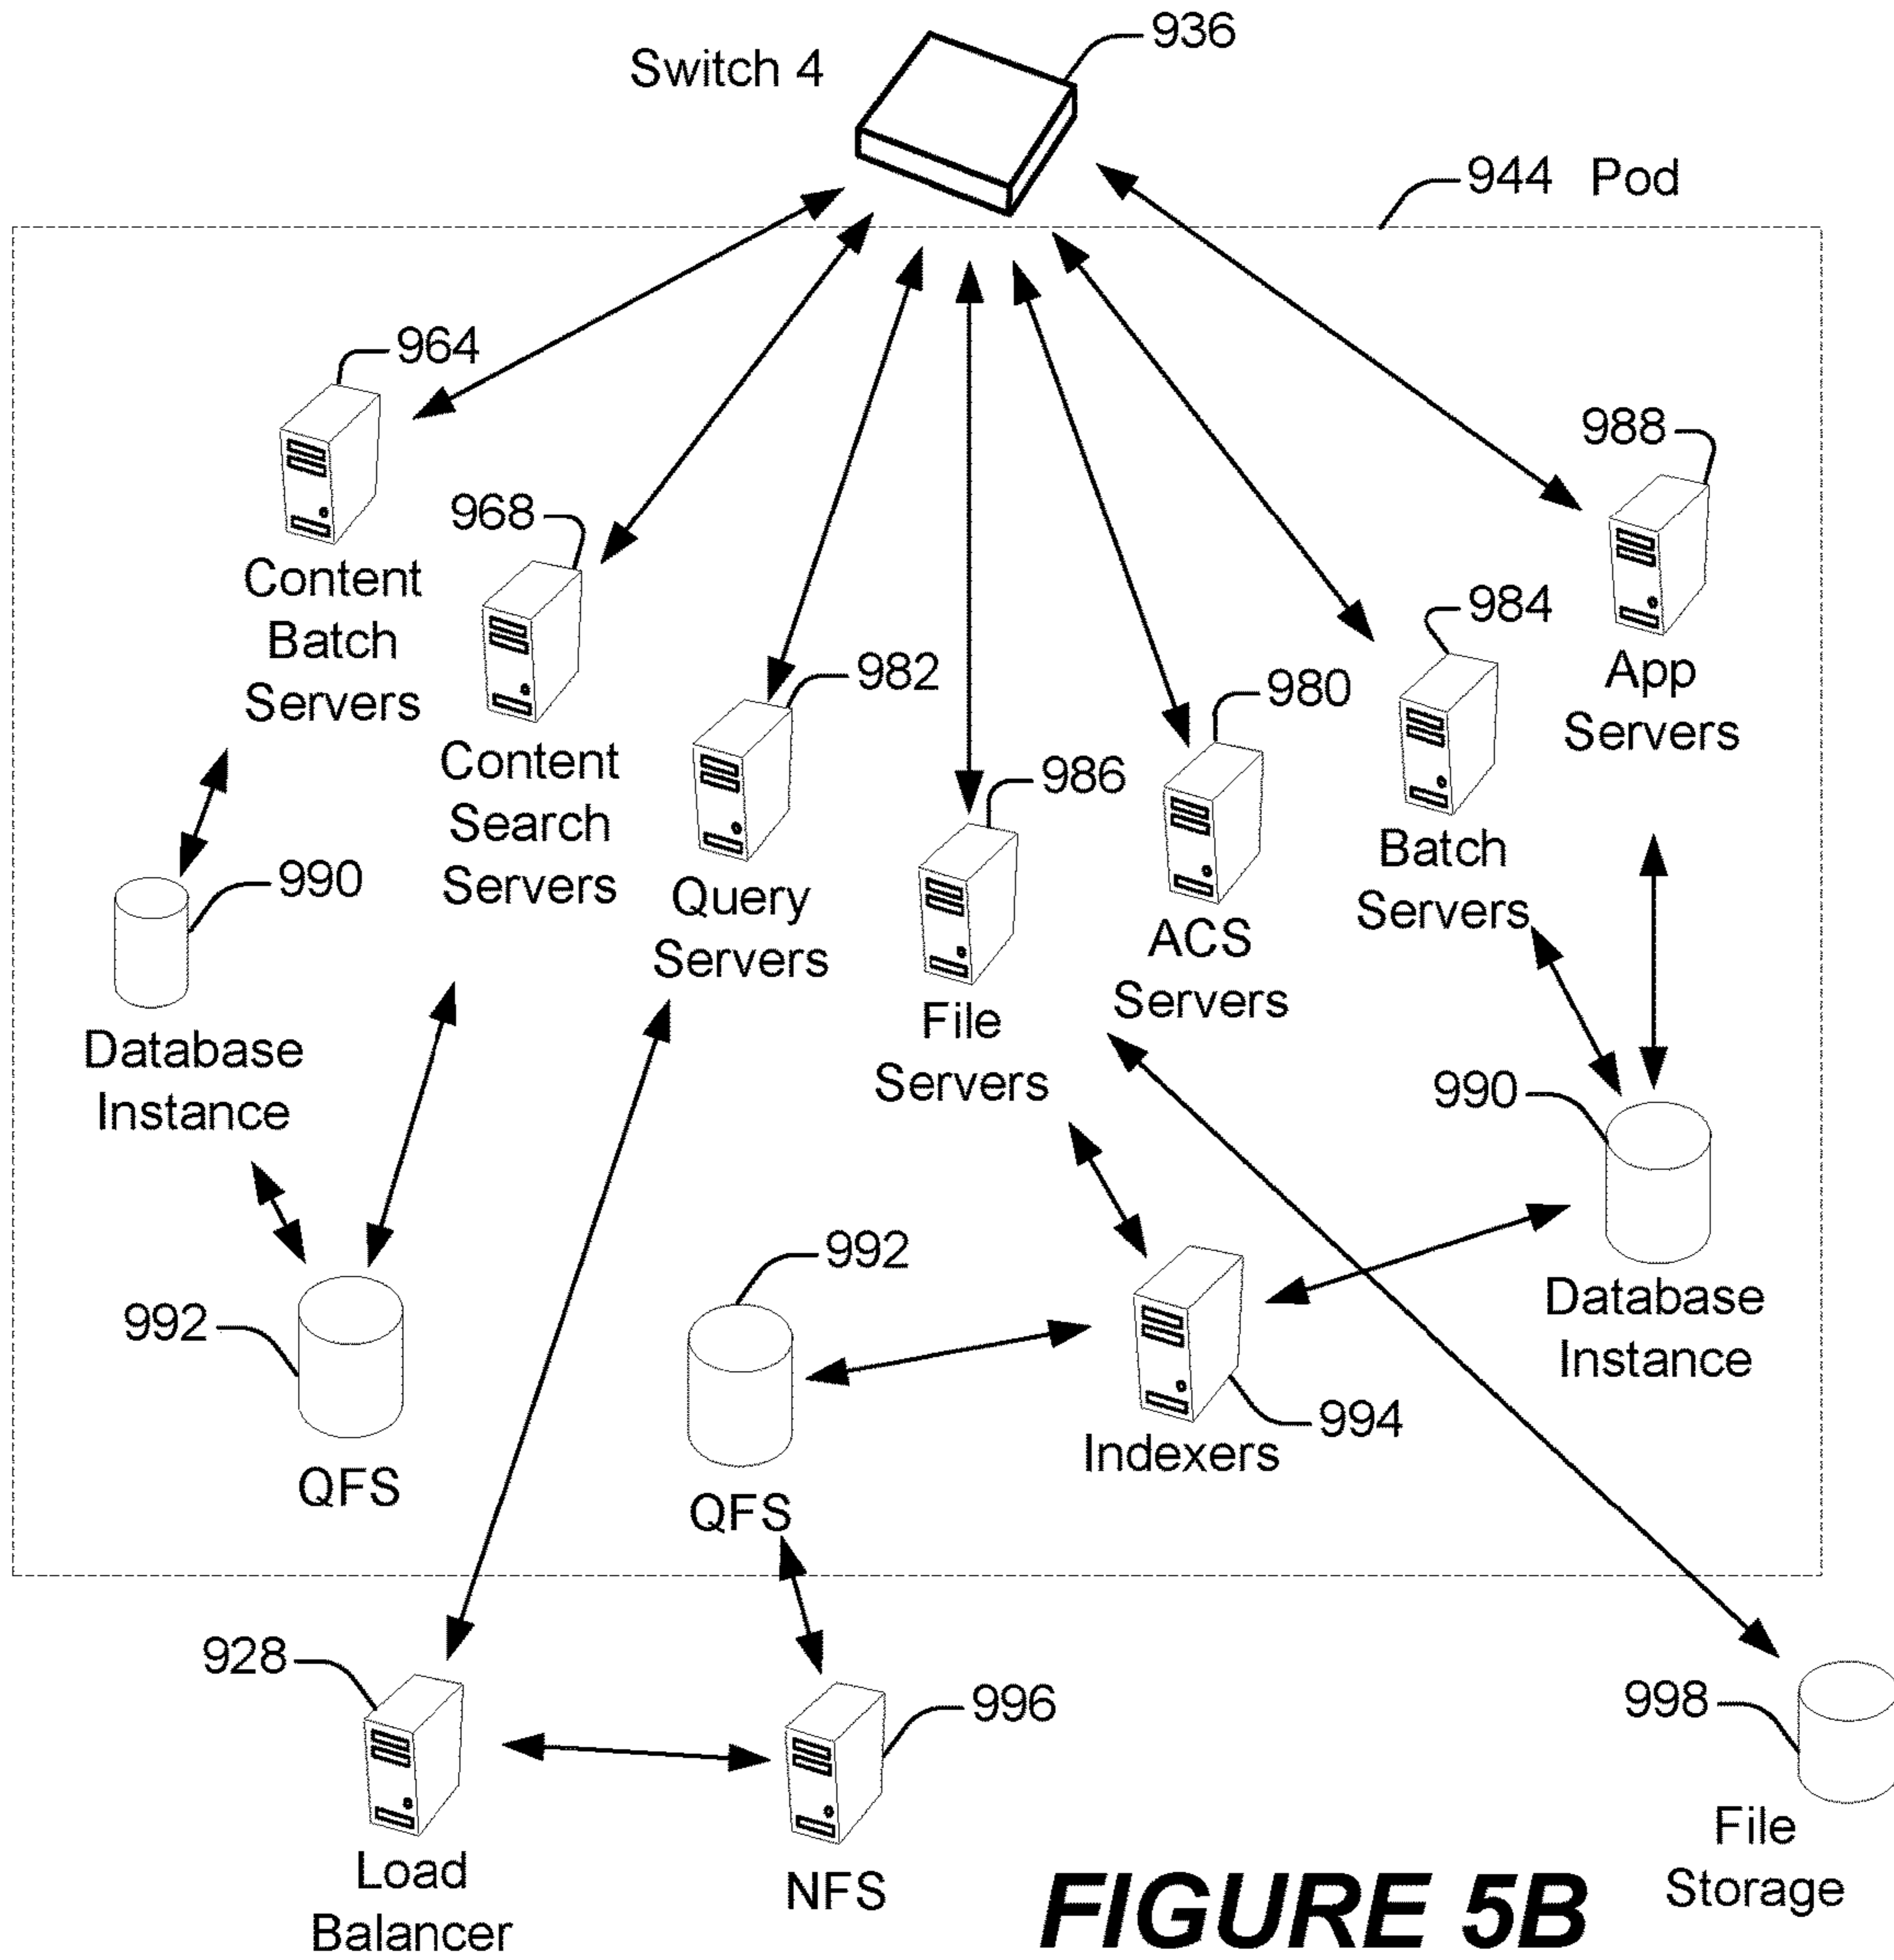 936
Switch 4
944 Pod
964
988
968
Content
Batch
Servers
984
982
980
App
Servers
Content
Search
Servers
986
Batch
Servers
990
Query
Servers
ACS
Servers
File
Servers
Database
Instance
990
992
992
Database
Instance
994
Indexers
QFS
QFS
928
996
998
Load
Balancer
NFS
File
Storage
FIGURE 5B